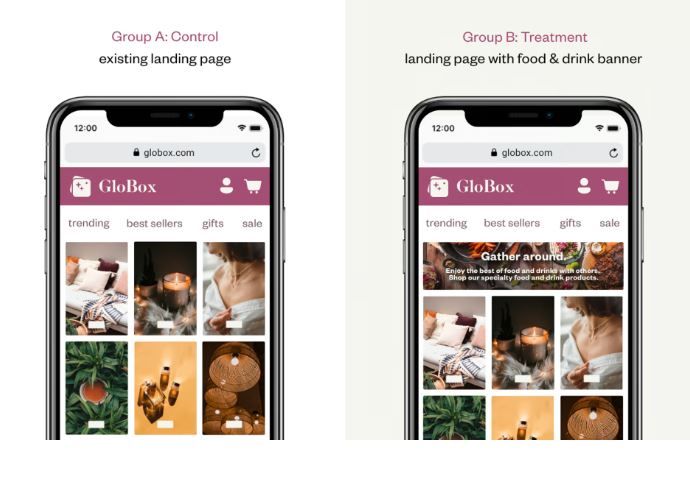 Group A: Control
existing landing page
12:00
globox.com
GloBox
trending best sellers gifts sale
Group B: Treatment
landing page with food & drink banner
12:00
globox.com
GloBox
trending best sellers gifts sale
Gather around.
Enjoy the best of food and drinks with others.
Shop our specialty food and drink products.